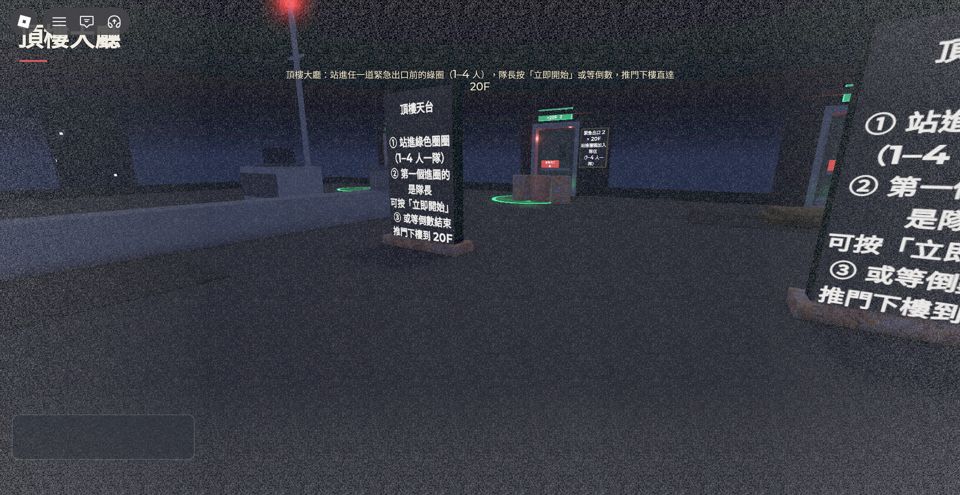 頂樓大廳
頂樓大廳：站進任一道緊急出口前的綠圈（1–4 人），隊長按「立即開始」或等倒數，推門下樓直達
20F
頂樓天台
① 站進綠色圈圈
（1–4 人一隊）
② 第一個進圈的
是隊長
可按「立即開始」
③ 或等倒數結束
推門下樓到 20F
緊急出口 2
① 站進
（1–4
② 第一
是隊
可按「立
③ 或等倒
推門下樓到